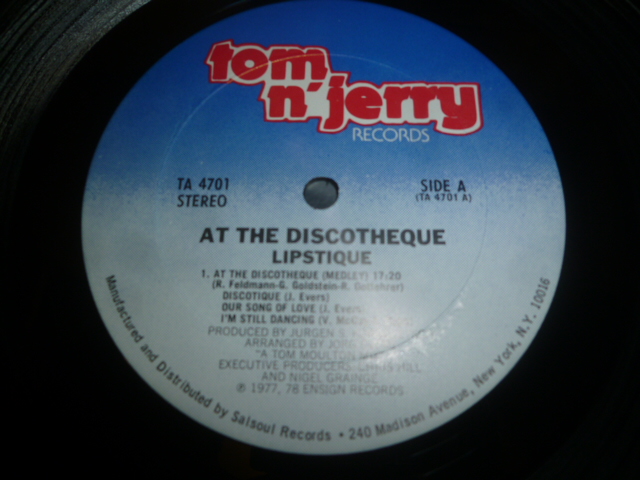 tom
n' jerry
RECORDS
TA 4701
STEREO
SIDE A
(TA 4701 A)
AT THE DISCOTHEQUE
LIPSTIQUE
1. AT THE DISCOTHEQUE (MEDLEY) 17:20
(R. Feldmann-G. Goldstein-R. Gottehrer)
DISCOTIQUE (J. Evers)
OUR SONG OF LOVE (J. Evers)
I'M STILL DANCING (V.
PRODUCED BY JURGEN S.
ARRANGED BY
"A TOM MOULTON
EXECUTIVE PRODUCERS: CHRIS HILL
AND NIGEL GRAINGE
℗ 1977, 78 ENSIGN RECORDS
Manufactured and Distributed by Salsoul Records • 240 Madison Avenue, New York, N.Y. 10016